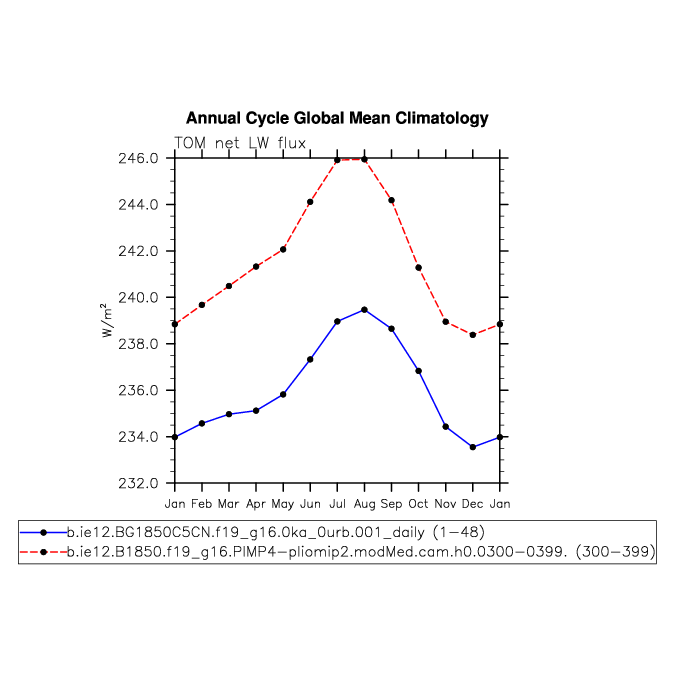 Annual Cycle Global Mean Climatology
TOM net LW flux
246.0
244.0
242.0
240.0
238.0
236.0
234.0
232.0
W/m²
Jan Feb Mar Apr May Jun Jul Aug Sep Oct Nov Dec Jan
b.ie12.BG1850C5CN.f19_g16.0ka_0urb.001_daily (1-48)
b.ie12.B1850.f19_g16.PlMP4-pliomip2.modMed.cam.h0.0300-0399. (300-399)